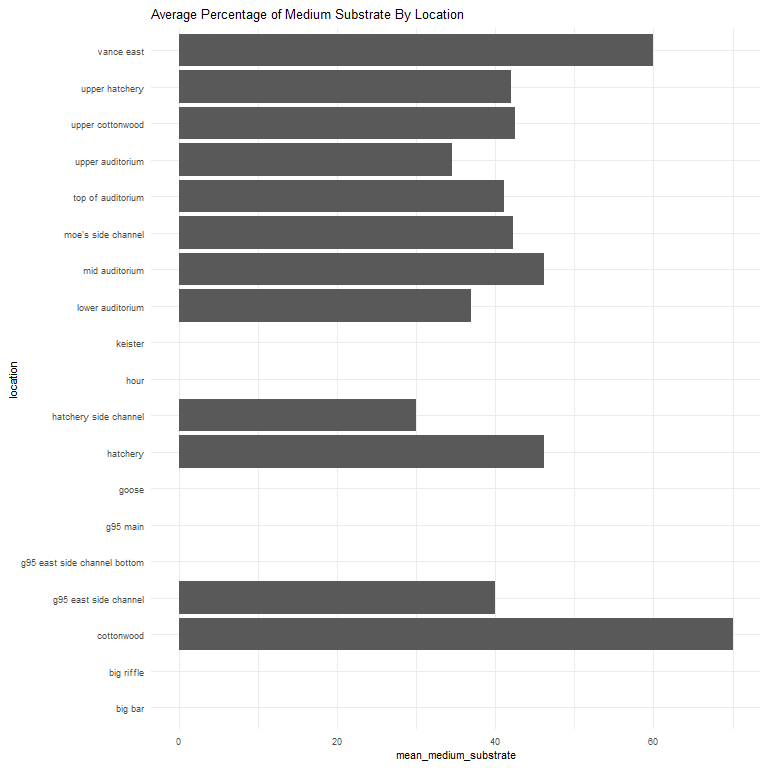 Average Percentage of Medium Substrate By Location
vance east
upper hatchery
upper cottonwood
upper auditorium
top of auditorium
moe's side channel
mid auditorium
lower auditorium
keister
location
hour
hatchery side channel
hatchery
goose
g95 main
g95 east side channel bottom
g95 east side channel
cottonwood
big riffle
big bar
0 20 40 60
mean_medium_substrate